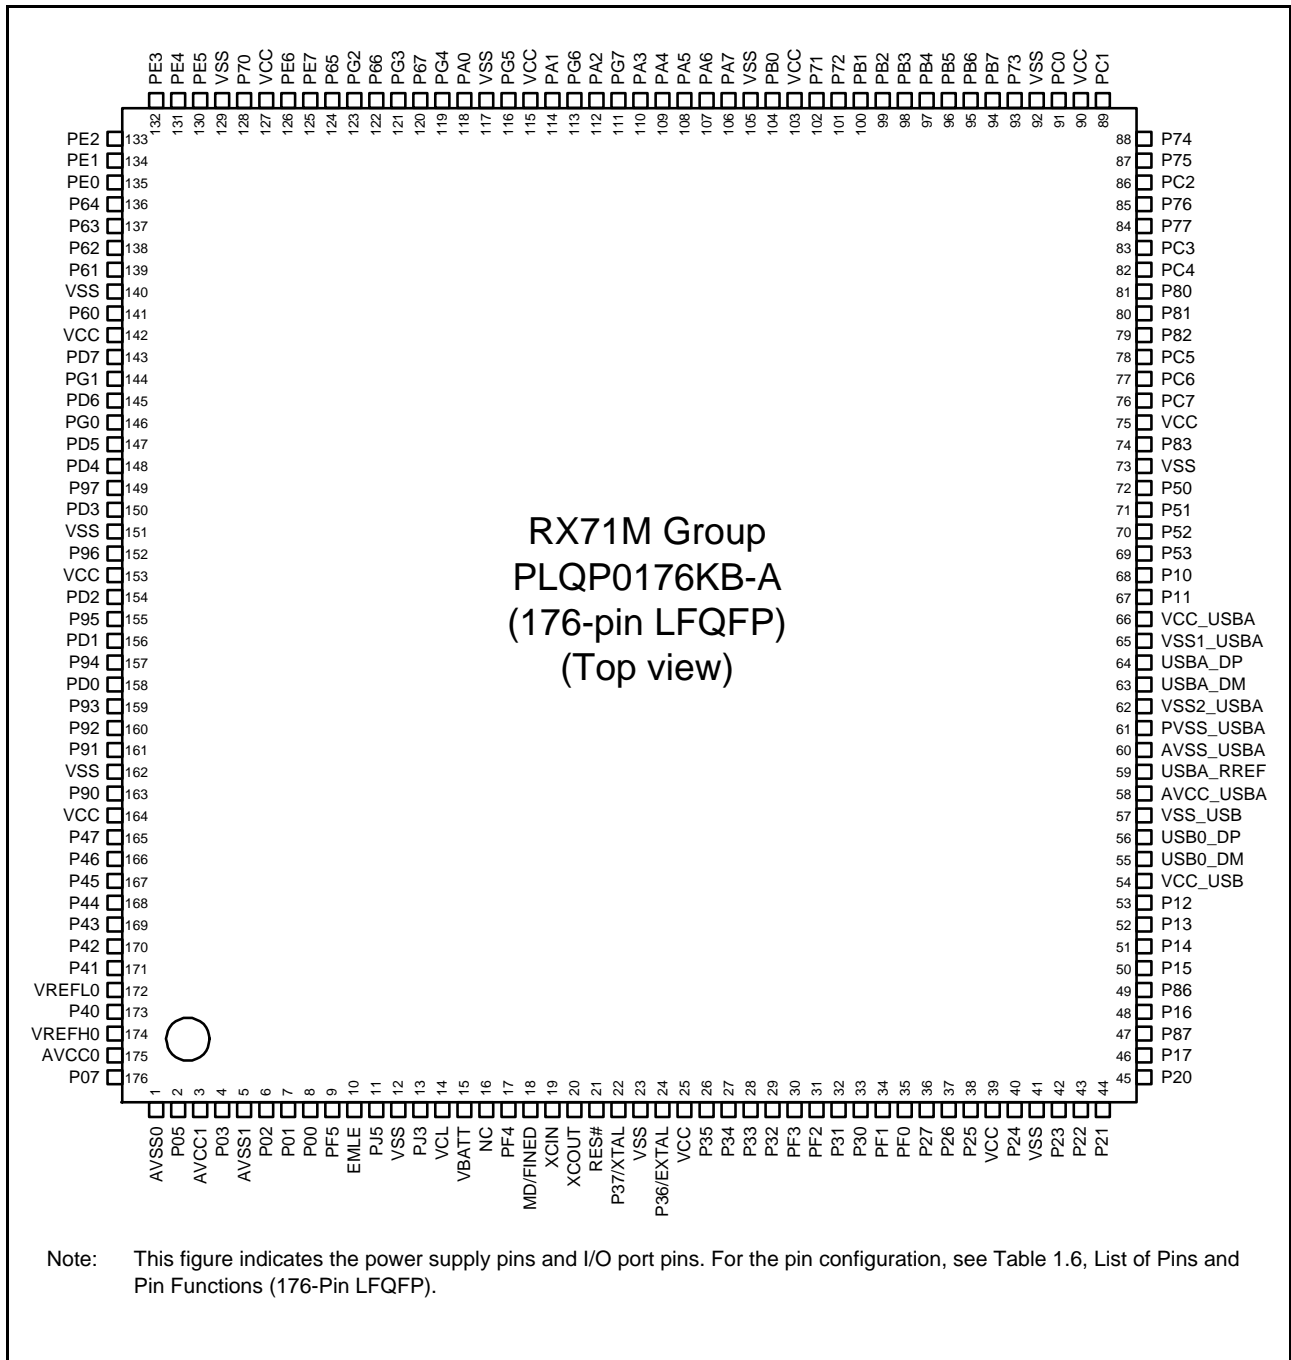 PE3 PE4 PE5 VSS P70 VCC PE6 PE7 P65 PG2 P66 PG3 P67 PG4 PA0 VSS PG5 VCC PA1 PG6 PA2 PG7 PA3 PA4 PA5 PA6 PA7 VSS PB0 VCC P71 P72 PB1 PB2 PB3 PB4 PB5 PB6 PB7 P73 VSS PC0 VCC PC1
132 131 130 129 128 127 126 125 124 123 122 121 120 119 118 117 116 115 114 113 112 111 110 109 108 107 106 105 104 103 102 101 100 99 98 97 96 95 94 93 92 91 90 89
PE2 133 88 P74
PE1 134 87 P75
PE0 135 86 PC2
P64 136 85 P76
P63 137 84 P77
P62 138 83 PC3
P61 139 82 PC4
VSS 140 81 P80
P60 141 80 P81
VCC 142 79 P82
PD7 143 78 PC5
PG1 144 77 PC6
PD6 145 76 PC7
PG0 146 75 VCC
PD5 147 74 P83
PD4 148 73 VSS
P97 149 72 P50
PD3 150 71 P51
VSS 151 70 P52
P96 152 69 P53
VCC 153 68 P10
PD2 154 67 P11
P95 155 66 VCC_USBA
PD1 156 65 VSS1_USBA
P94 157 64 USBA_DP
PD0 158 63 USBA_DM
P93 159 62 VSS2_USBA
P92 160 61 PVSS_USBA
P91 161 60 AVSS_USBA
VSS 162 59 USBA_RREF
P90 163 58 AVCC_USBA
VCC 164 57 VSS_USB
P47 165 56 USB0_DP
P46 166 55 USB0_DM
P45 167 54 VCC_USB
P44 168 53 P12
P43 169 52 P13
P42 170 51 P14
P41 171 50 P15
VREFL0 172 49 P86
P40 173 48 P16
VREFH0 174 47 P87
AVCC0 175 46 P17
P07 176 45 P20
RX71M Group
PLQP0176KB-A
(176-pin LFQFP)
(Top view)
1 2 3 4 5 6 7 8 9 10 11 12 13 14 15 16 17 18 19 20 21 22 23 24 25 26 27 28 29 30 31 32 33 34 35 36 37 38 39 40 41 42 43 44
AVSS0 P05 AVCC1 P03 AVSS1 P02 P01 P00 PF5 EMLE PJ5 VSS PJ3 VCL VBATT NC PF4 MD/FINED XCIN XCOUT RES# P37/XTAL VSS P36/EXTAL VCC P35 P34 P33 P32 PF3 PF2 P31 P30 PF1 PF0 P27 P26 P25 VCC P24 VSS P23 P22 P21
Note: This figure indicates the power supply pins and I/O port pins. For the pin configuration, see Table 1.6, List of Pins and
Pin Functions (176-Pin LFQFP).